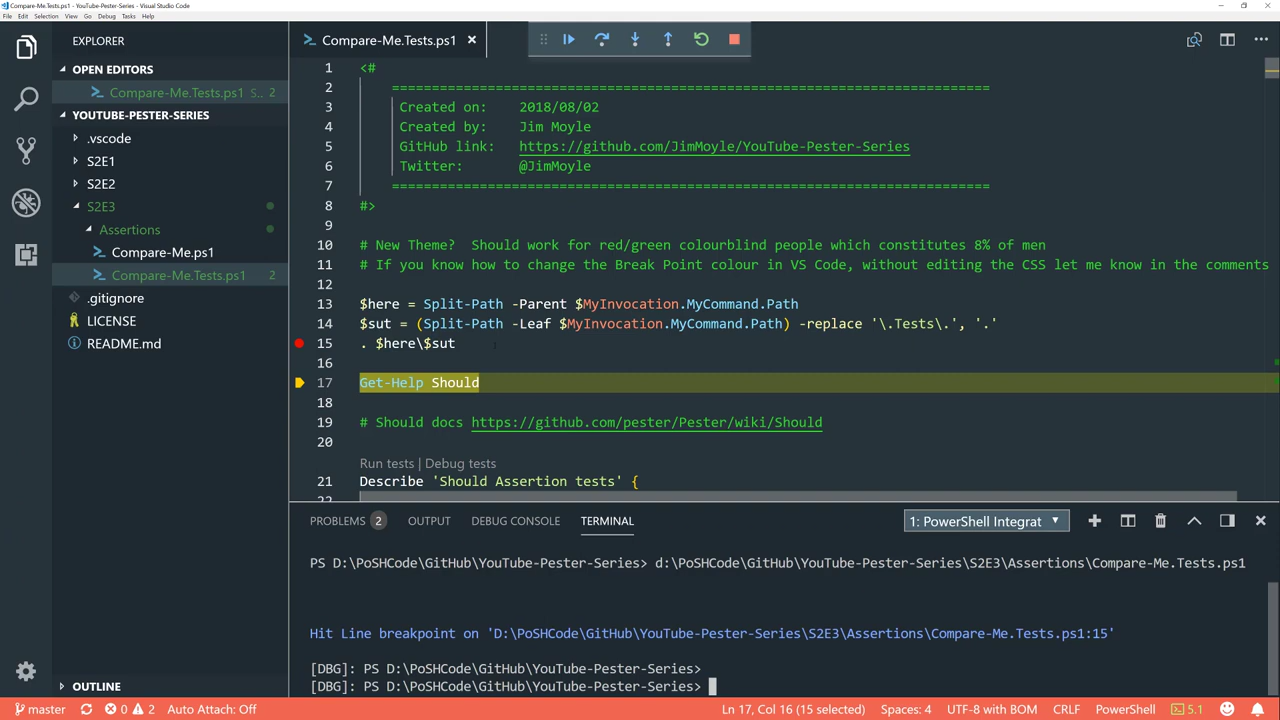 Compare-Me.Tests.ps1 - YouTube-Pester-Series - Visual Studio Code
File Edit Selection View Go Debug Tasks Help
EXPLORER
OPEN EDITORS
Compare-Me.Tests.ps1 S... 2
YOUTUBE-PESTER-SERIES
.vscode
S2E1
S2E2
S2E3
Assertions
Compare-Me.ps1
Compare-Me.Tests.ps1 2
.gitignore
LICENSE
README.md
OUTLINE
Compare-Me.Tests.ps1
1 <#
2 ===========================================================================
3 Created on: 2018/08/02
4 Created by: Jim Moyle
5 GitHub link: https://github.com/JimMoyle/YouTube-Pester-Series
6 Twitter: @JimMoyle
7 ===========================================================================
8 #>
9
10 # New Theme? Should work for red/green colourblind people which constitutes 8% of men
11 # If you know how to change the Break Point colour in VS Code, without editing the CSS let me know in the comments
12
13 $here = Split-Path -Parent $MyInvocation.MyCommand.Path
14 $sut = (Split-Path -Leaf $MyInvocation.MyCommand.Path) -replace '\.Tests\.', '.'
15 . $here\$sut
16
17 Get-Help Should
18
19 # Should docs https://github.com/pester/Pester/wiki/Should
20
Run tests | Debug tests
21 Describe 'Should Assertion tests' {
22
PROBLEMS 2 OUTPUT DEBUG CONSOLE TERMINAL 1: PowerShell Integrat
PS D:\PoSHCode\GitHub\YouTube-Pester-Series> d:\PoSHCode\GitHub\YouTube-Pester-Series\S2E3\Assertions\Compare-Me.Tests.ps1
Hit Line breakpoint on 'D:\PoSHCode\GitHub\YouTube-Pester-Series\S2E3\Assertions\Compare-Me.Tests.ps1:15'
[DBG]: PS D:\PoSHCode\GitHub\YouTube-Pester-Series>
[DBG]: PS D:\PoSHCode\GitHub\YouTube-Pester-Series>
master 0 2 Auto Attach: Off Ln 17, Col 16 (15 selected) Spaces: 4 UTF-8 with BOM CRLF PowerShell 5.1